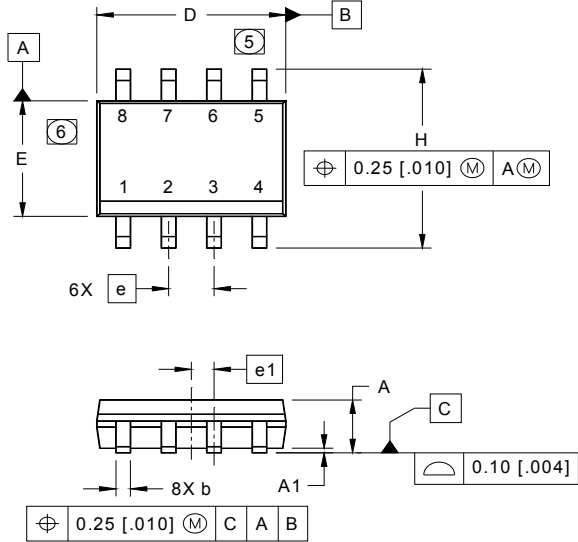 D
B
5
A
8 7 6 5
6
E
H
⌖ 0.25 [.010] Ⓜ A Ⓜ
1 2 3 4
6X e
e1
A
C
A1
8X b
⌓ 0.10 [.004]
⌖ 0.25 [.010] Ⓜ C A B